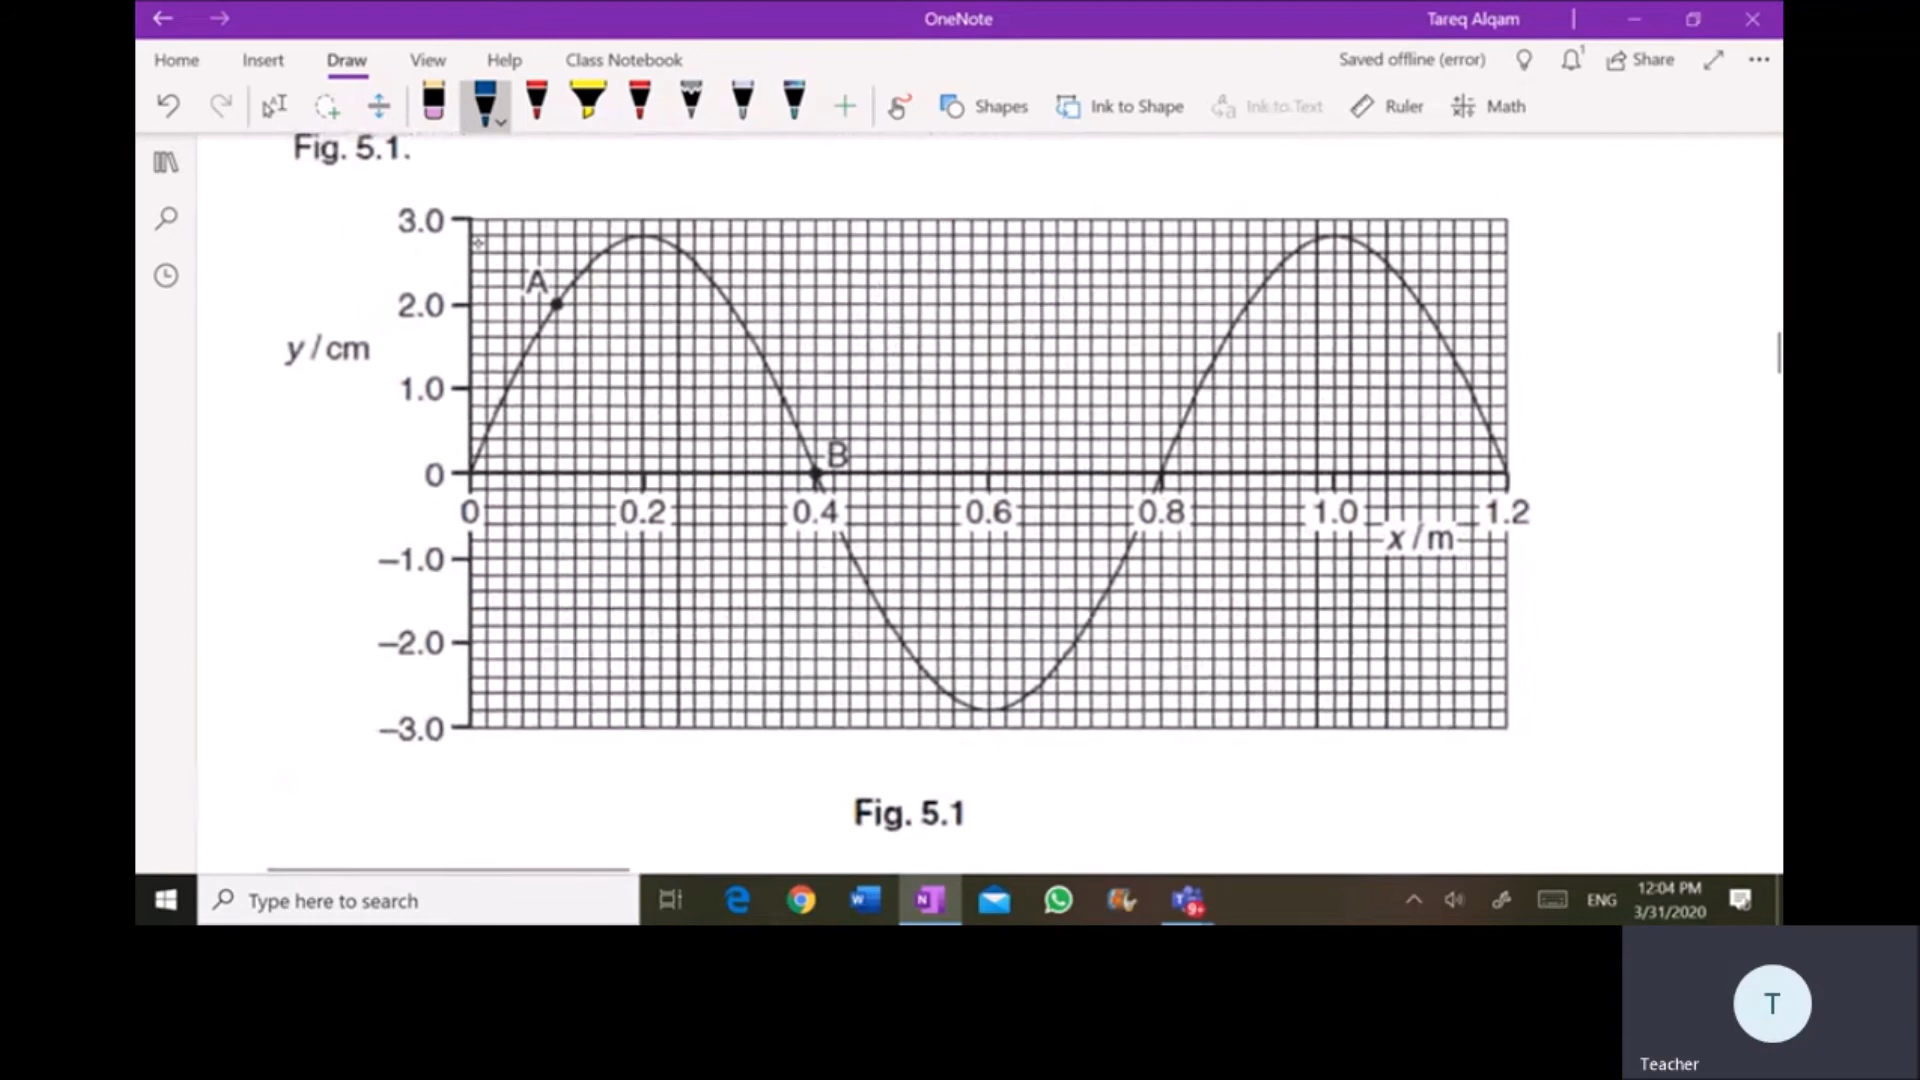 OneNote
Tareq Alqam
Home Insert Draw View Help Class Notebook
Saved offline (error) 1 Share
Shapes Ink to Shape Ink to Text Ruler Math
Fig. 5.1.
3.0
A
2.0
y / cm
1.0
B
0
0 0.2 0.4 0.6 0.8 1.0 1.2
x / m
−1.0
−2.0
−3.0
Fig. 5.1
Type here to search
W
N
T
9+
ENG
12:04 PM
3/31/2020
T
Teacher